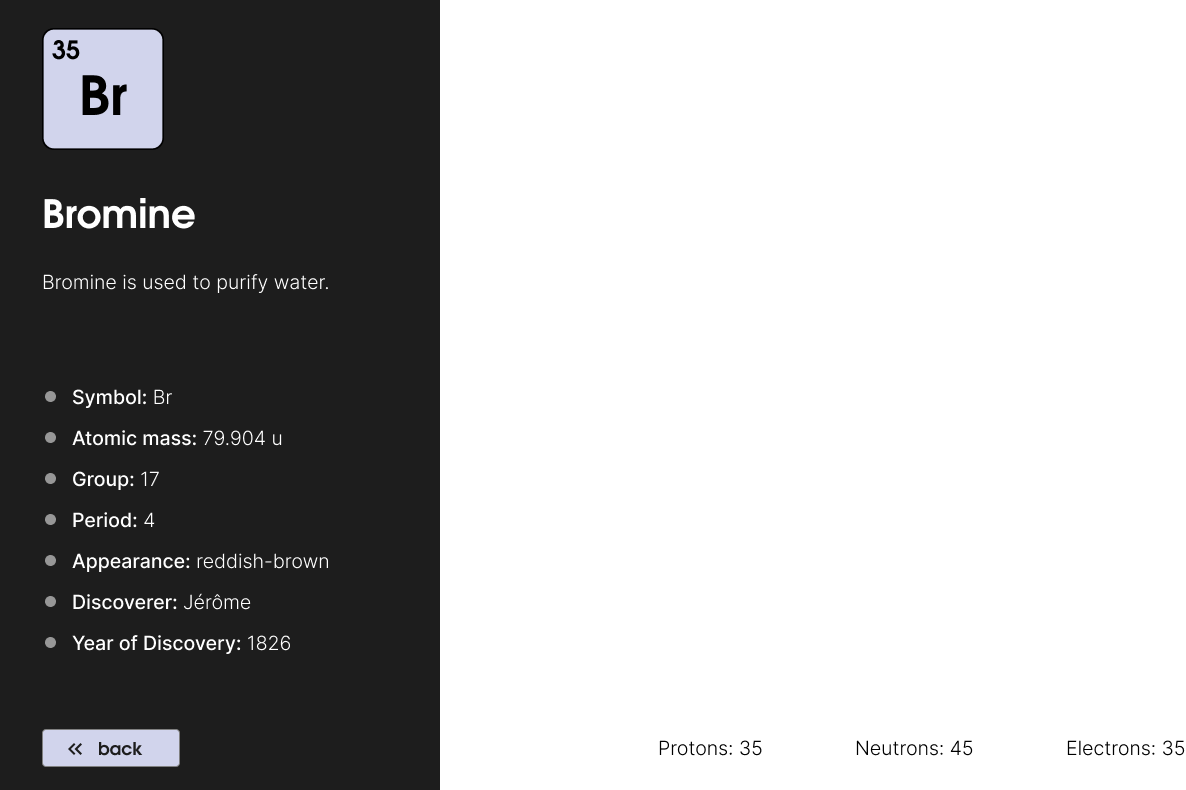 35
Br
Bromine
Bromine is used to purify water.
Symbol: Br
Atomic mass: 79.904 u
Group: 17
Period: 4
Appearance: reddish-brown
Discoverer: Jérôme
Year of Discovery: 1826
back
Protons: 35
Neutrons: 45
Electrons: 35